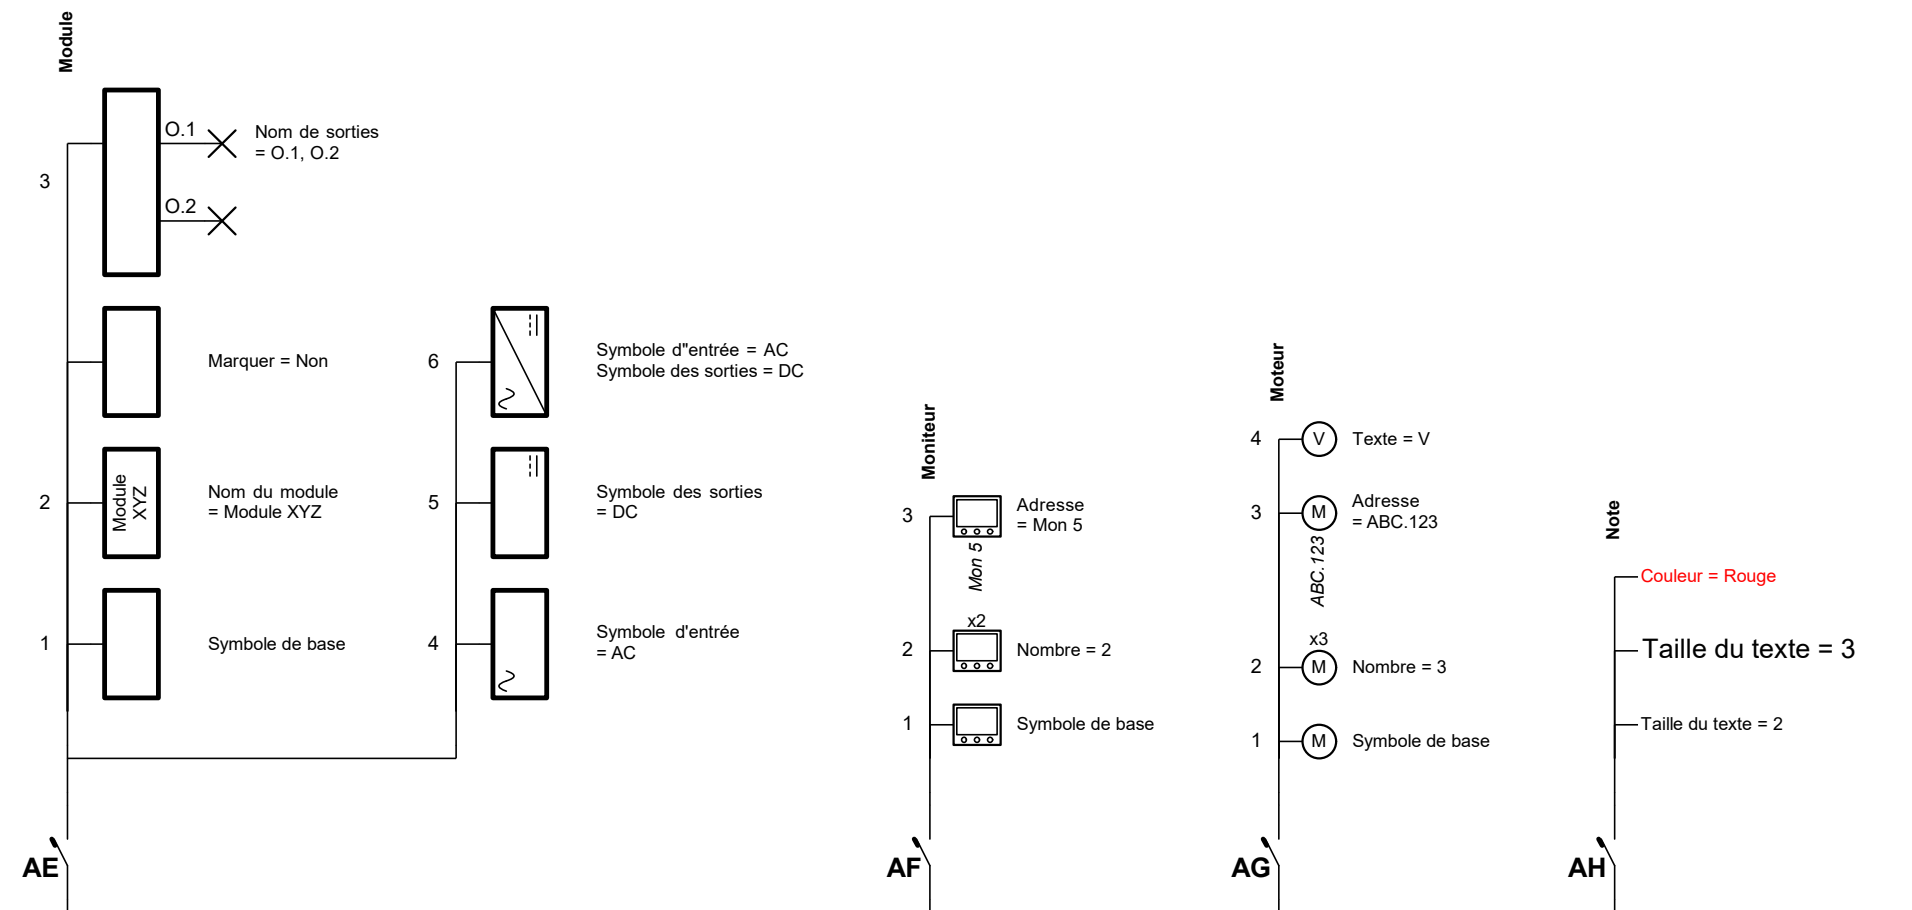 Module
O.1
Nom de sorties
= O.1, O.2
3
O.2
Marquer = Non
2
Module
XYZ
Nom du module
= Module XYZ
1
Symbole de base
6
Symbole d"entrée = AC
Symbole des sorties = DC
5
Symbole des sorties
= DC
4
Symbole d'entrée
= AC
AE
Moniteur
3
Adresse
= Mon 5
Mon 5
x2
2
Nombre = 2
1
Symbole de base
AF
Moteur
4
V
Texte = V
3
M
Adresse
= ABC.123
ABC.123
x3
2
M
Nombre = 3
1
M
Symbole de base
AG
Note
Couleur = Rouge
Taille du texte = 3
Taille du texte = 2
AH